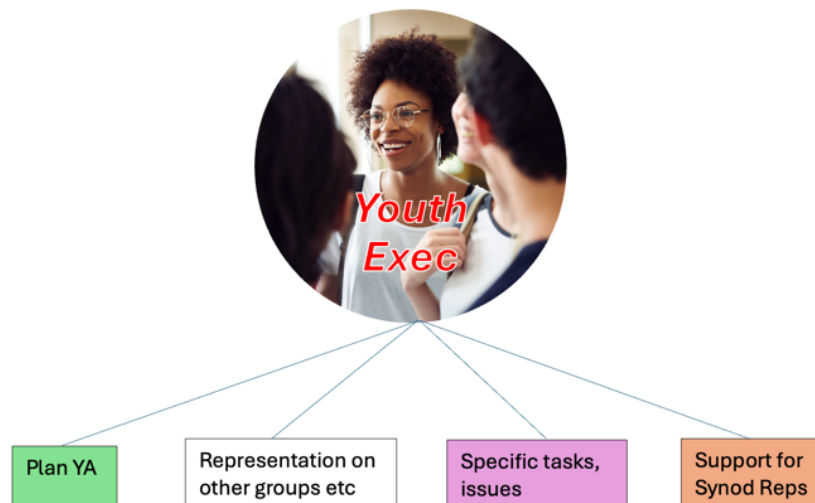 Youth
Exec
Plan YA
Representation on
other groups etc
Specific tasks,
issues
Support for
Synod Reps